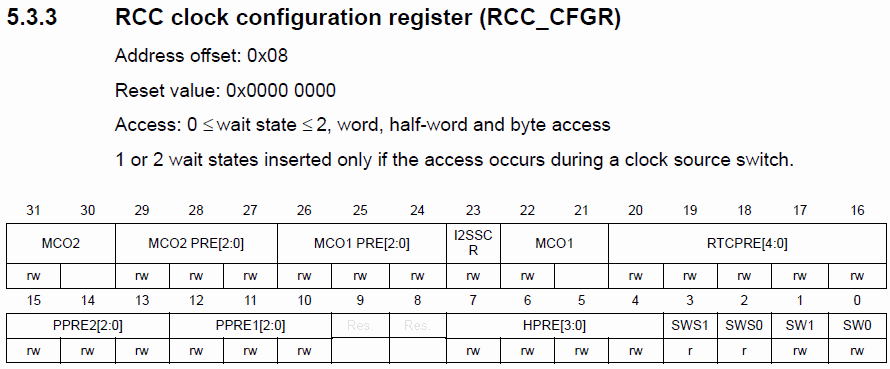 5.3.3 RCC clock configuration register (RCC_CFGR)
Address offset: 0x08
Reset value: 0x0000 0000
Access: 0 ≤ wait state ≤ 2, word, half-word and byte access
1 or 2 wait states inserted only if the access occurs during a clock source switch.
31 30 29 28 27 26 25 24 23 22 21 20 19 18 17 16
MCO2 MCO2 PRE[2:0] MCO1 PRE[2:0] I2SSC MCO1 RTCPRE[4:0]
R
rw rw rw rw rw rw rw rw rw rw rw rw rw rw
15 14 13 12 11 10 9 8 7 6 5 4 3 2 1 0
PPRE2[2:0] PPRE1[2:0] Res. Res. HPRE[3:0] SWS1 SWS0 SW1 SW0
rw rw rw rw rw rw rw rw rw rw r r rw rw